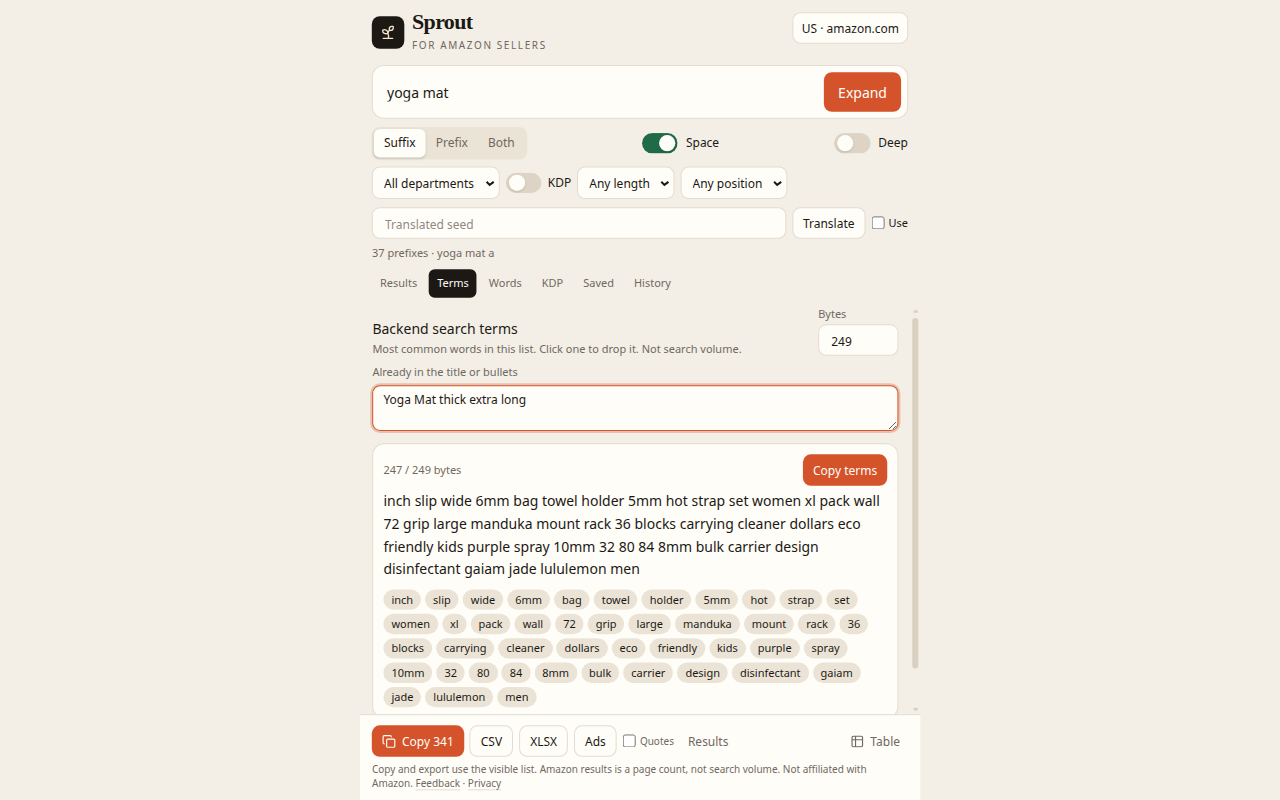 Sprout
FOR AMAZON SELLERS
US · amazon.com
yoga mat
Expand
Suffix Prefix Both Space Deep
All departments KDP Any length Any position
Translated seed Translate Use
37 prefixes · yoga mat a
Results Terms Words KDP Saved History
Bytes
Backend search terms
249
Most common words in this list. Click one to drop it. Not search volume.
Already in the title or bullets
Yoga Mat thick extra long
247 / 249 bytes
Copy terms
inch slip wide 6mm bag towel holder 5mm hot strap set women xl pack wall
72 grip large manduka mount rack 36 blocks carrying cleaner dollars eco
friendly kids purple spray 10mm 32 80 84 8mm bulk carrier design
disinfectant gaiam jade lululemon men
inch slip wide 6mm bag towel holder 5mm hot strap set
women xl pack wall 72 grip large manduka mount rack 36
blocks carrying cleaner dollars eco friendly kids purple spray
10mm 32 80 84 8mm bulk carrier design disinfectant gaiam
jade lululemon men
Copy 341 CSV XLSX Ads Quotes Results Table
Copy and export use the visible list. Amazon results is a page count, not search volume. Not affiliated with
Amazon. Feedback · Privacy